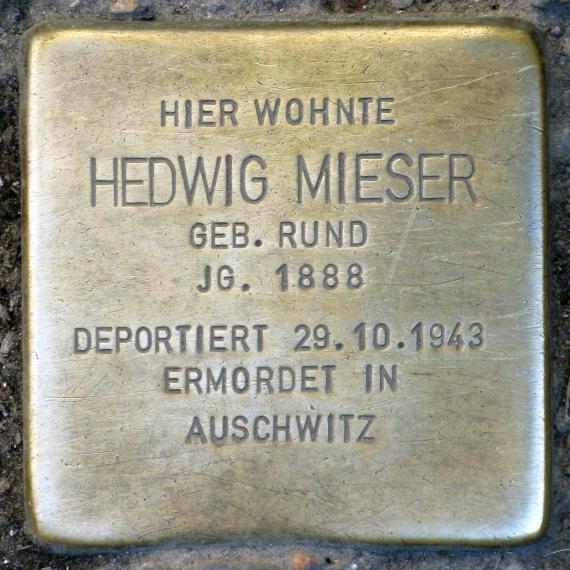 HIER WOHNTE
HEDWIG MIESER
GEB. RUND
JG. 1888
DEPORTIERT 29.10.1943
ERMORDET IN
AUSCHWITZ